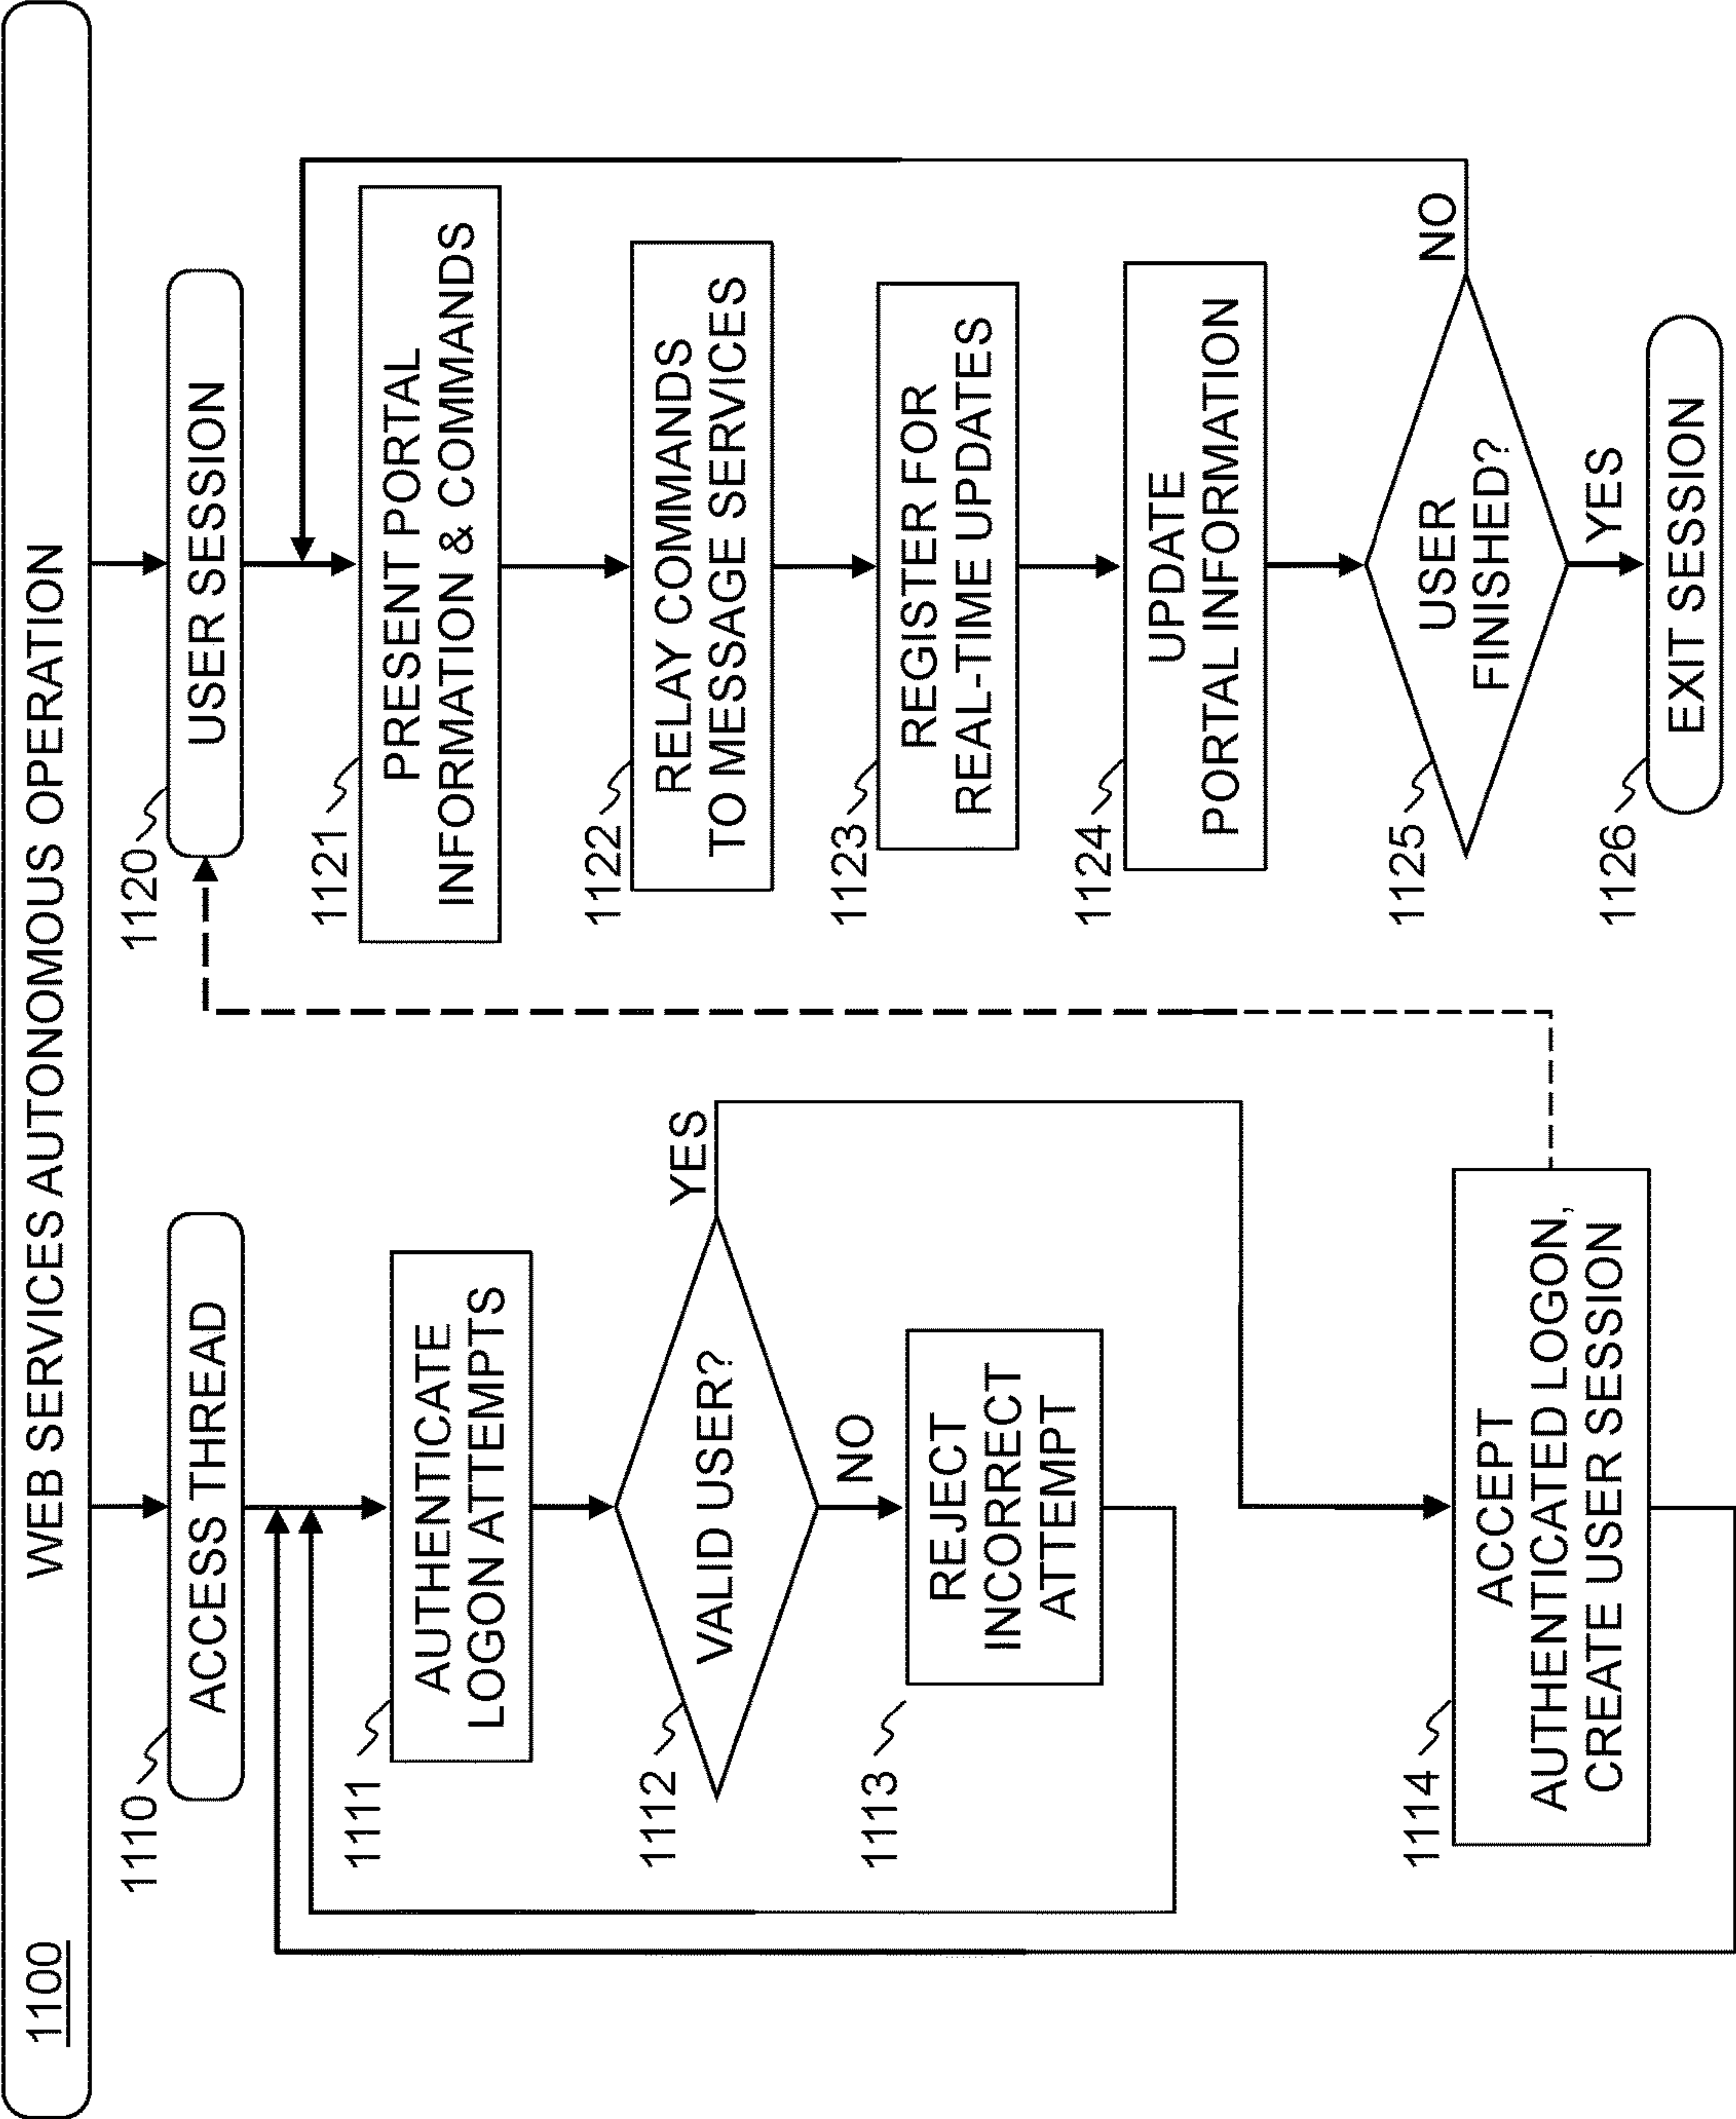 1100
WEB SERVICES AUTONOMOUS OPERATION
1110
ACCESS THREAD
1111
AUTHENTICATE
LOGON ATTEMPTS
1112
VALID USER?
YES
NO
1113
REJECT
INCORRECT
ATTEMPT
1114
ACCEPT
AUTHENTICATED LOGON,
CREATE USER SESSION
1120
USER SESSION
1121
PRESENT PORTAL
INFORMATION & COMMANDS
1122
RELAY COMMANDS
TO MESSAGE SERVICES
1123
REGISTER FOR
REAL-TIME UPDATES
1124
UPDATE
PORTAL INFORMATION
1125
USER
FINISHED?
NO
YES
1126
EXIT SESSION